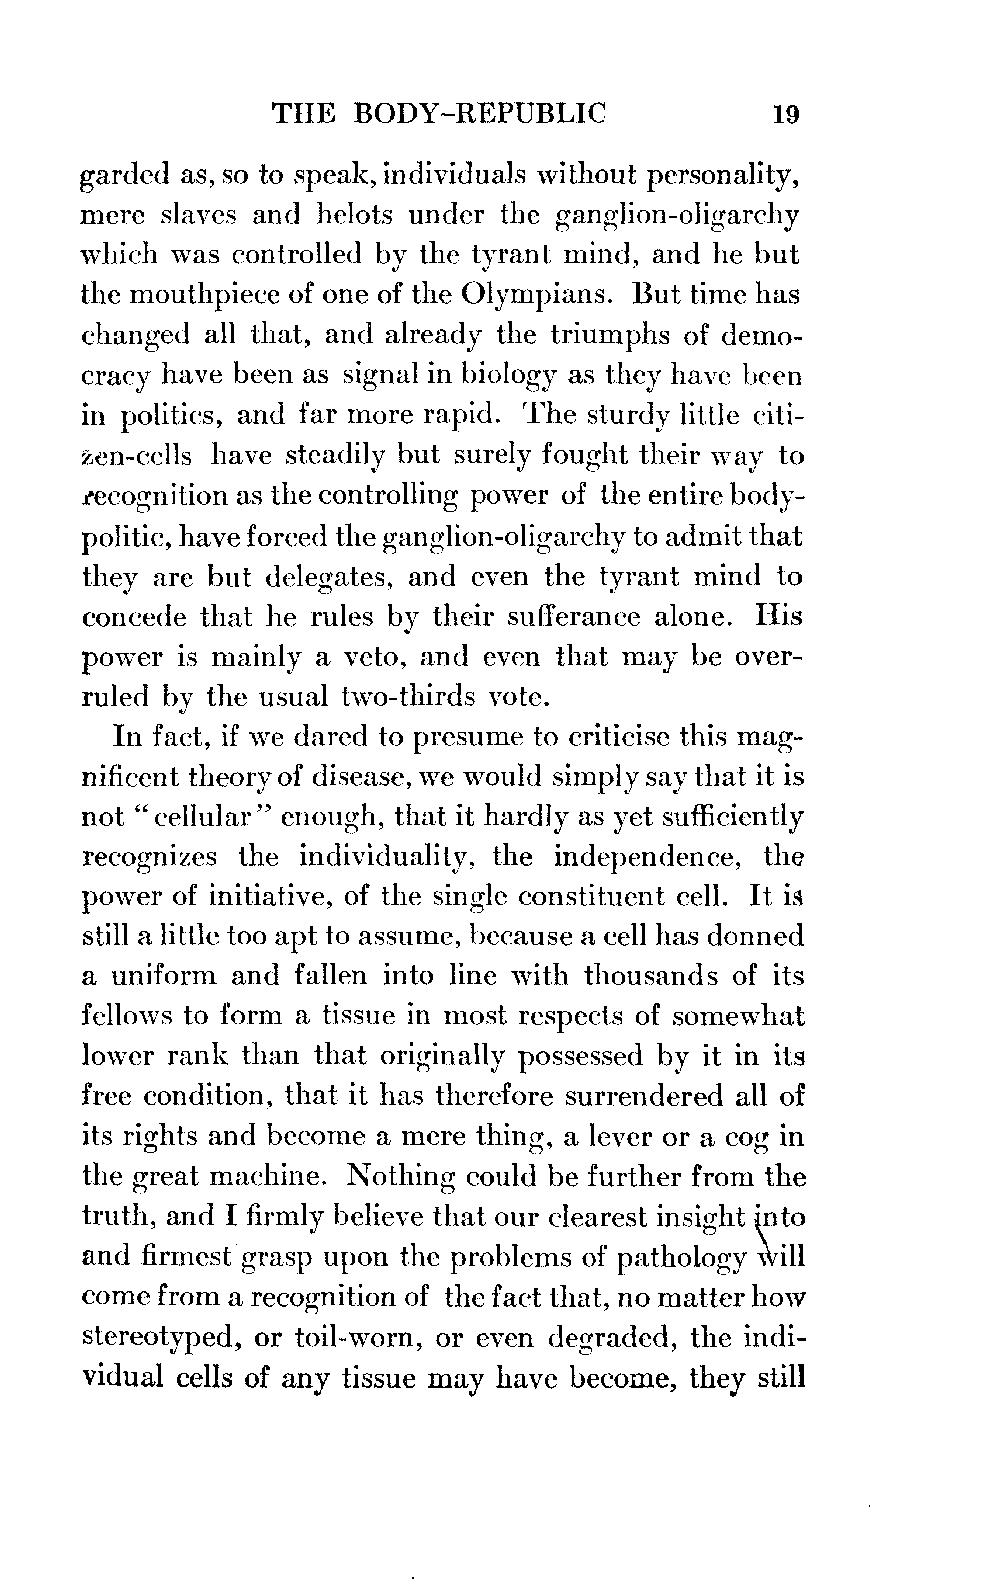 THE BODY-REPUBLIC 19
garded as, so to speak, individuals without personality,
mere slaves and helots under the ganglion-oligarchy
which was controlled by the tyrant mind, and he but
the mouthpiece of one of the Olympians. But time has
changed all that, and already the triumphs of demo-
cracy have been as signal in biology as they have been
in politics, and far more rapid. The sturdy little citi-
zen-cells have steadily but surely fought their way to
recognition as the controlling power of the entire body-
politic, have forced the ganglion-oligarchy to admit that
they are but delegates, and even the tyrant mind to
concede that he rules by their sufferance alone. His
power is mainly a veto, and even that may be over-
ruled by the usual two-thirds vote.
In fact, if we dared to presume to criticise this mag-
nificent theory of disease, we would simply say that it is
not "cellular" enough, that it hardly as yet sufficiently
recognizes the individuality, the independence, the
power of initiative, of the single constituent cell. It is
still a little too apt to assume, because a cell has donned
a uniform and fallen into line with thousands of its
fellows to form a tissue in most respects of somewhat
lower rank than that originally possessed by it in its
free condition, that it has therefore surrendered all of
its rights and become a mere thing, a lever or a cog in
the great machine. Nothing could be further from the
truth, and I firmly believe that our clearest insight into
and firmest grasp upon the problems of pathology will
come from a recognition of the fact that, no matter how
stereotyped, or toil-worn, or even degraded, the indi-
vidual cells of any tissue may have become, they still